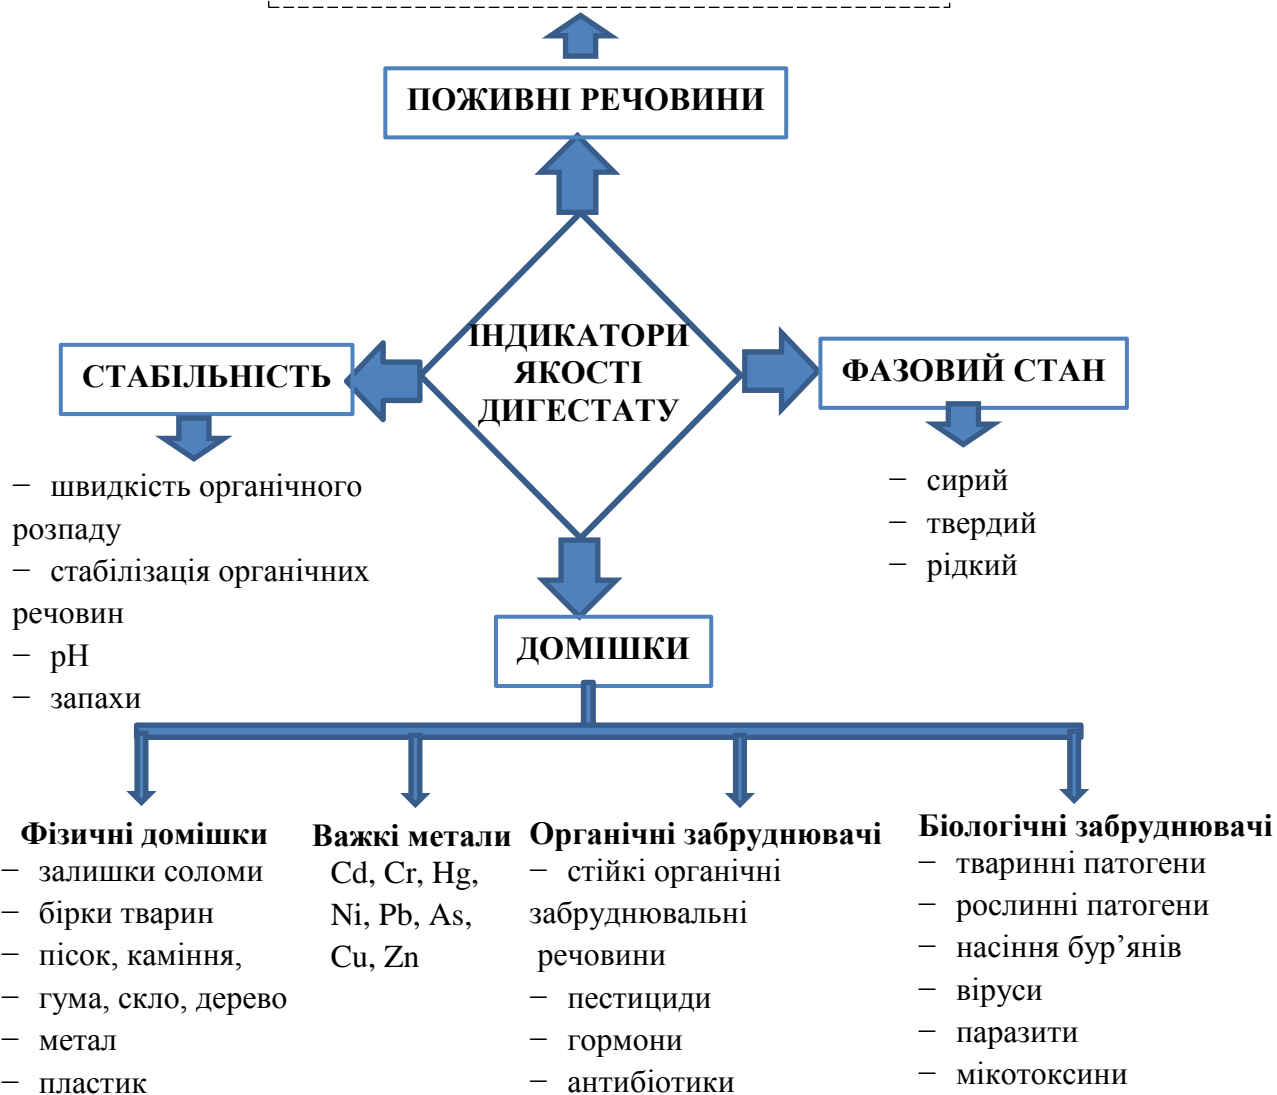 ПОЖИВНІ РЕЧОВИНИ
ІНДИКАТОРИ
ЯКОСТІ
ДИГЕСТАТУ
СТАБІЛЬНІСТЬ
− швидкість органічного
розпаду
− стабілізація органічних
речовин
− pH
− запахи
ФАЗОВИЙ СТАН
− сирий
− твердий
− рідкий
ДОМІШКИ
Фізичні домішки
− залишки соломи
− бірки тварин
− пісок, каміння,
− гума, скло, дерево
− метал
− пластик
Важкі метали
Cd, Cr, Hg,
Ni, Pb, As,
Cu, Zn
Органічні забруднювачі
− стійкі органічні
забруднювальні
речовини
− пестициди
− гормони
− антибіотики
Біологічні забруднювачі
− тваринні патогени
− рослинні патогени
− насіння бур’янів
− віруси
− паразити
− мікотоксини